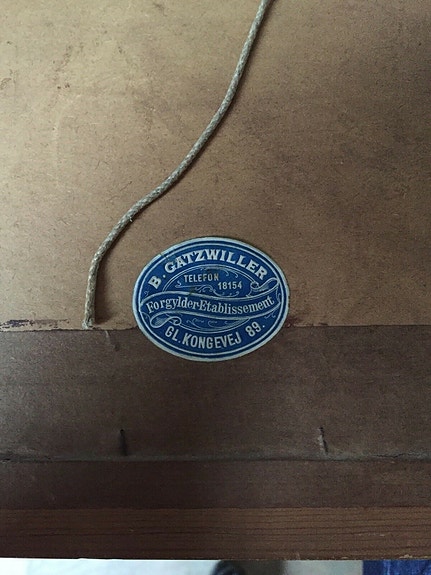 B. GATZWILLER
TELEFON
18154
Forgylder-Etablissement
GL. KONGEVEJ 89.